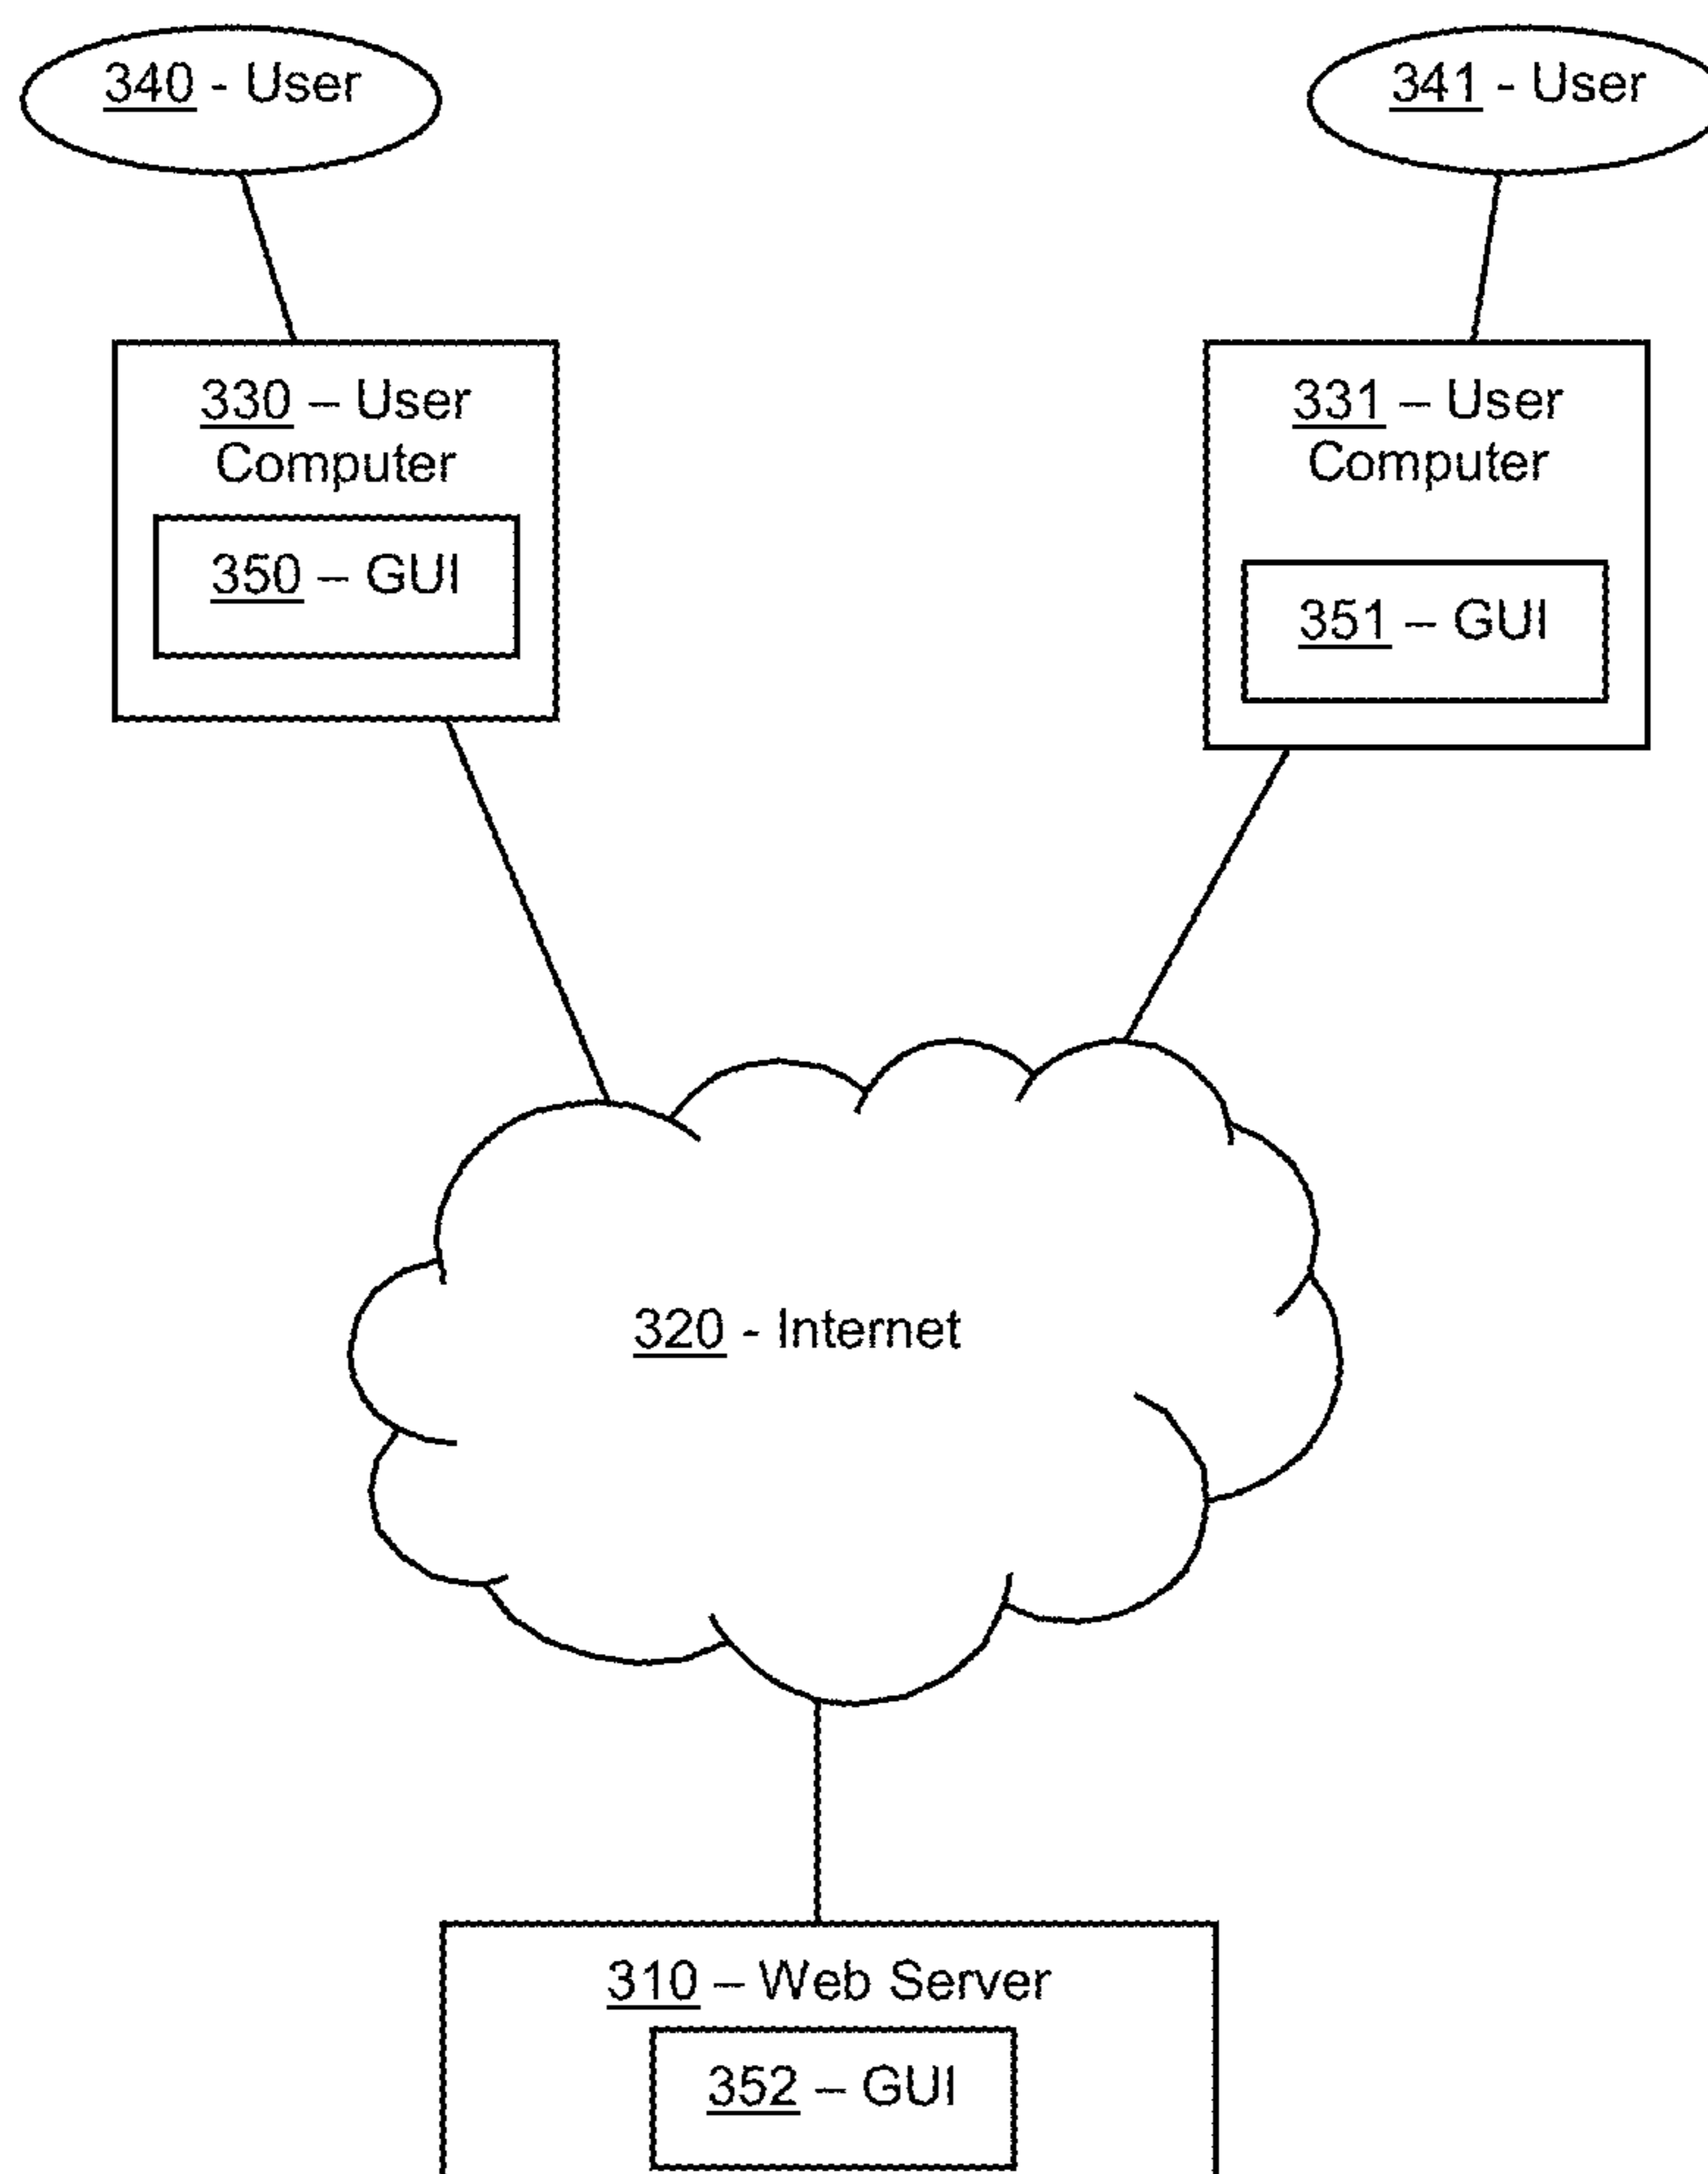 340 - User
341 - User
330 – User
Computer
350 – GUI
331 – User
Computer
351 – GUI
320 - Internet
310 – Web Server
352 – GUI